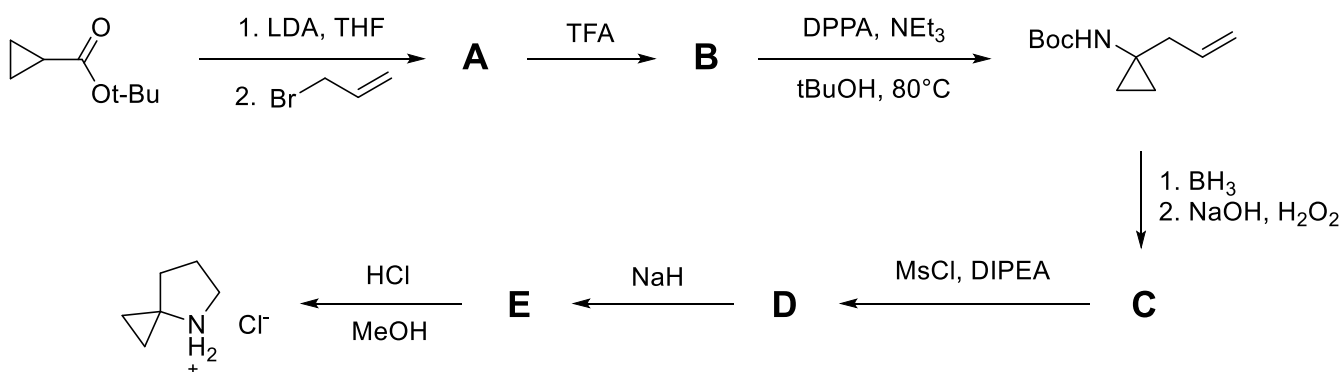 O
Ot-Bu
1. LDA, THF
2. Br
A
TFA
B
DPPA, NEt3
tBuOH, 80°C
BocHN
1. BH3
2. NaOH, H2O2
C
MsCl, DIPEA
D
NaH
E
HCl
MeOH
N
H2
+
Cl-